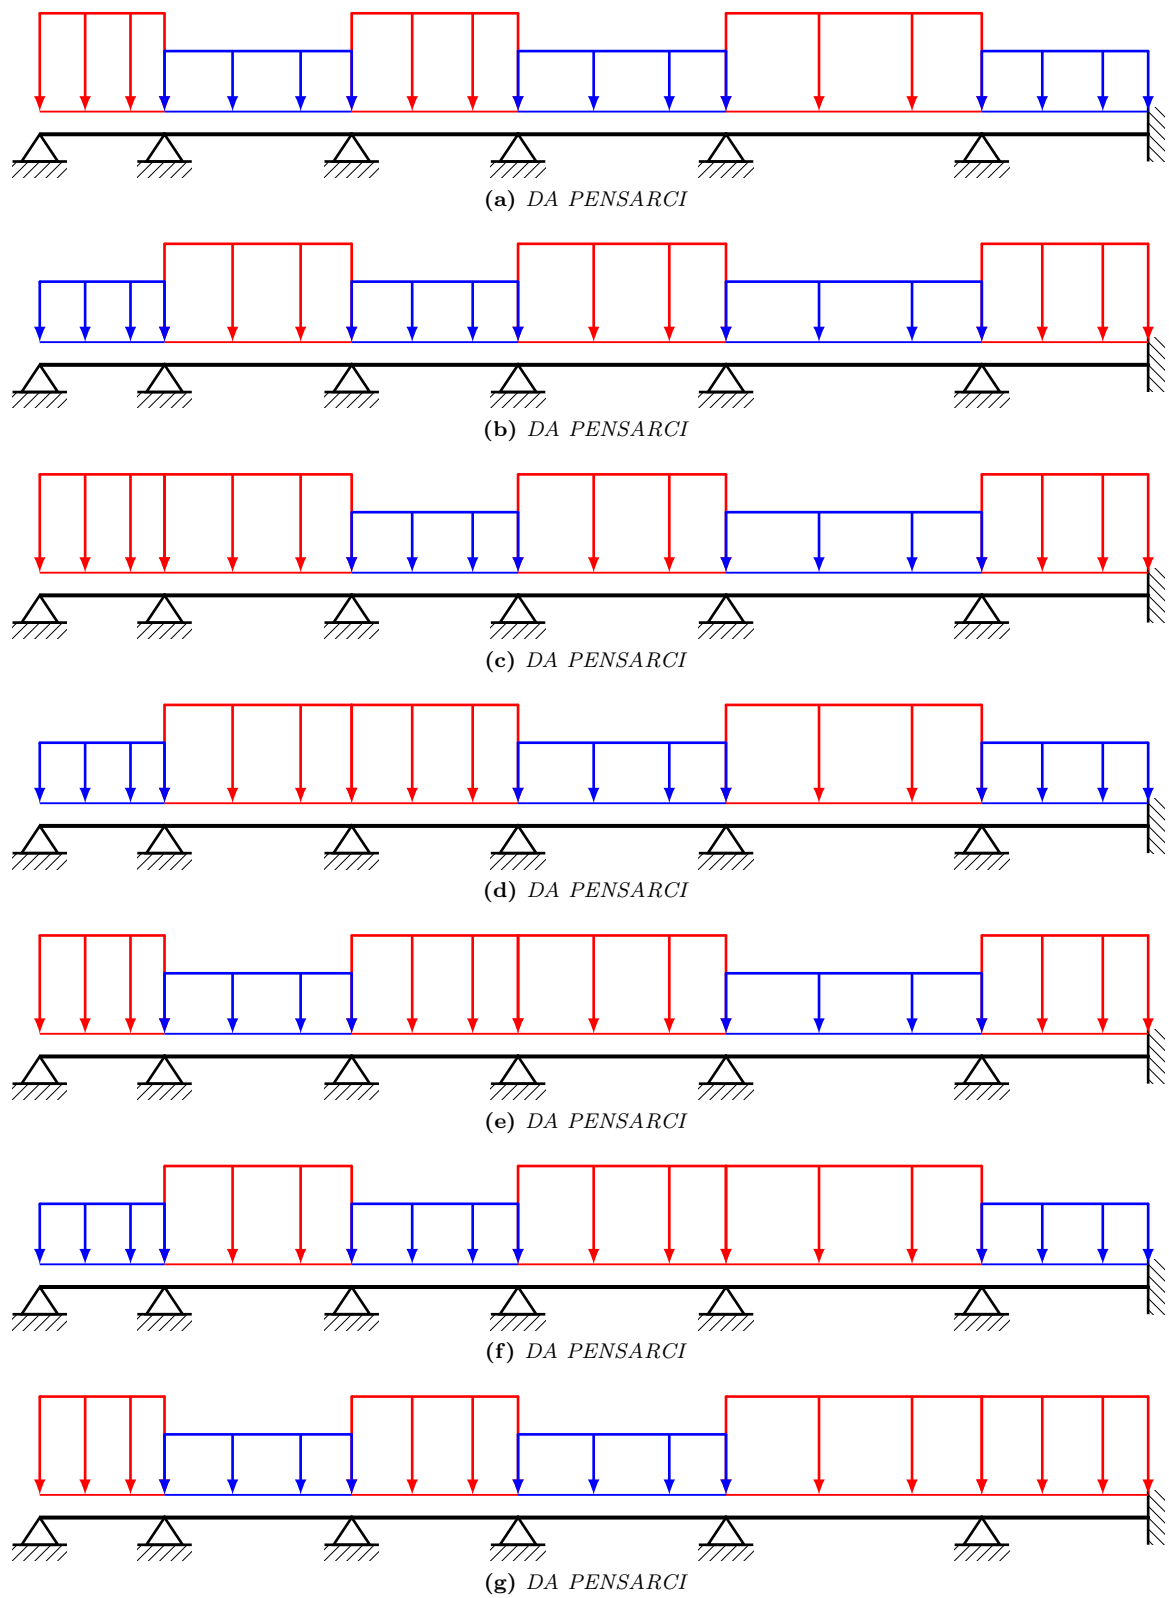 (a) DA PENSARCI
(b) DA PENSARCI
(c) DA PENSARCI
(d) DA PENSARCI
(e) DA PENSARCI
(f) DA PENSARCI
(g) DA PENSARCI